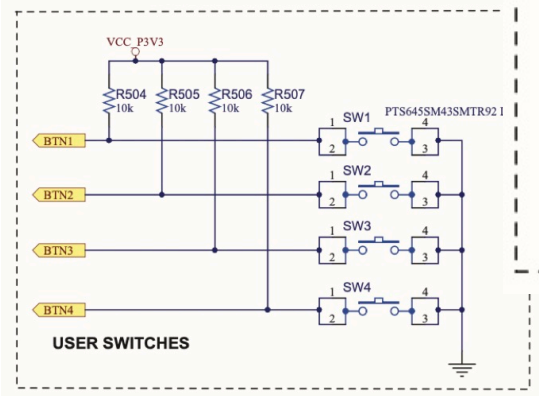 VCC_P3V3
R504 R505 R506 R507
10k 10k 10k 10k
SW1 PTS645SM43SMTR92 I
BTN1 1 2 4 3
SW2
BTN2 1 2 4 3
SW3
BTN3 1 2 4 3
SW4
BTN4 1 2 4 3
USER SWITCHES